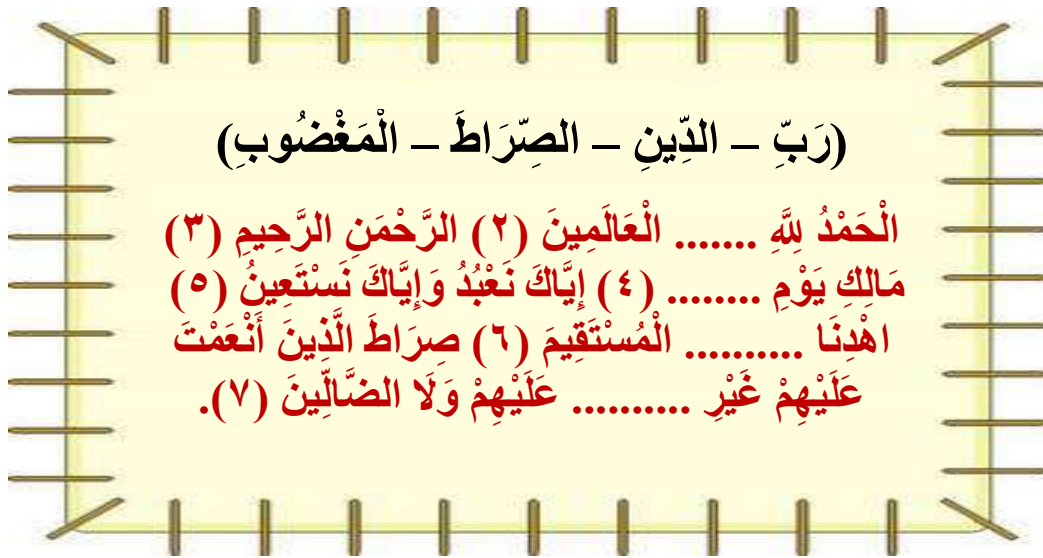 (رَبِّ – الدِّينِ – الصِّرَاطَ – الْمَغْضُوبِ)
الْحَمْدُ لِلَّهِ ....... الْعَالَمِينَ (٢) الرَّحْمَنِ الرَّحِيمِ (٣)
مَالِكِ يَوْمِ ........ (٤) إِيَّاكَ نَعْبُدُ وَإِيَّاكَ نَسْتَعِينُ (٥)
اهْدِنَا .......... الْمُسْتَقِيمَ (٦) صِرَاطَ الَّذِينَ أَنْعَمْتَ
عَلَيْهِمْ غَيْرِ .......... عَلَيْهِمْ وَلَا الضَّالِّينَ (٧).